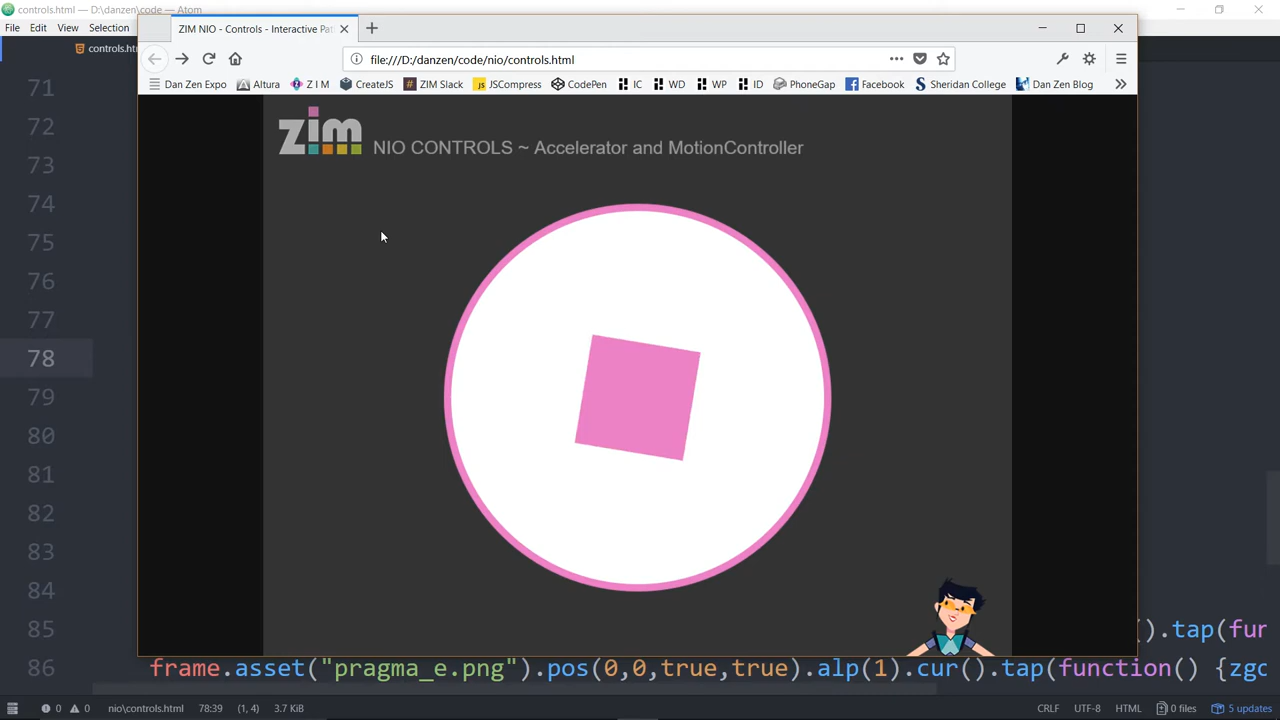 controls.html — D:\danzen\code — Atom
File Edit View Selection
controls.htm
ZIM NIO - Controls - Interactive Pat
file:///D:/danzen/code/nio/controls.html
Dan Zen Expo Altura Z I M CreateJS ZIM Slack JSCompress CodePen IC WD WP ID PhoneGap Facebook Sheridan College Dan Zen Blog
zim NIO CONTROLS ~ Accelerator and MotionController
71
72
73
74
75
76
77
78
79
80
81
82
83
84
85 ().tap(fur
86 frame.asset("pragma_e.png").pos(0,0,true,true).alp(1).cur().tap(function() {zgc
0 0 nio\controls.html 78:39 (1, 4) 3.7 KiB CRLF UTF-8 HTML 0 files 5 updates